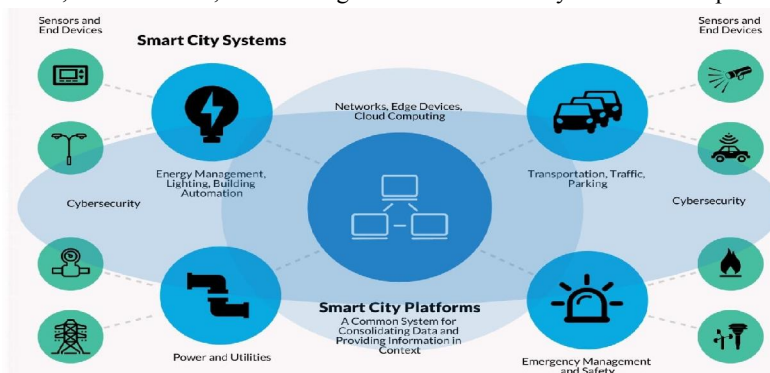 Sensors and
End Devices
Smart City Systems
Sensors and
End Devices
Networks, Edge Devices,
Cloud Computing
Energy Management,
Lighting, Building
Automation
Transportation, Traffic,
Parking
Cybersecurity
Cybersecurity
Smart City Platforms
A Common System for
Consolidating Data and
Providing Information in
Context
Power and Utilities
Emergency Management
and Safety